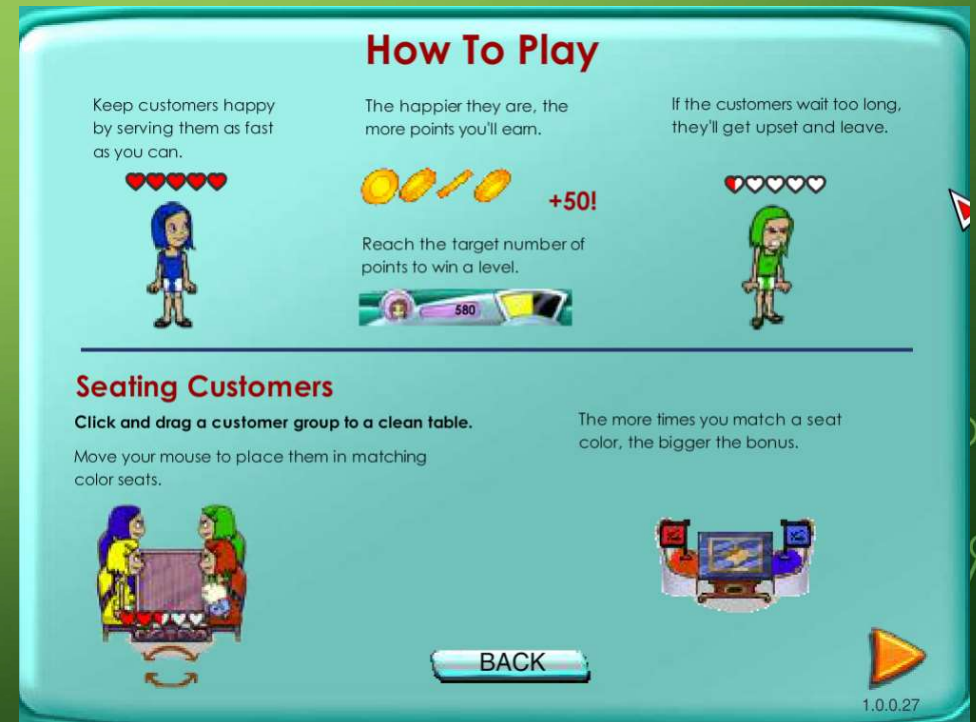 How To Play
Keep customers happy
by serving them as fast
as you can.
The happier they are, the
more points you'll earn.
+50!
Reach the target number of
points to win a level.
580
If the customers wait too long,
they'll get upset and leave.
Seating Customers
Click and drag a customer group to a clean table.
Move your mouse to place them in matching
color seats.
The more times you match a seat
color, the bigger the bonus.
BACK
1.0.0.27